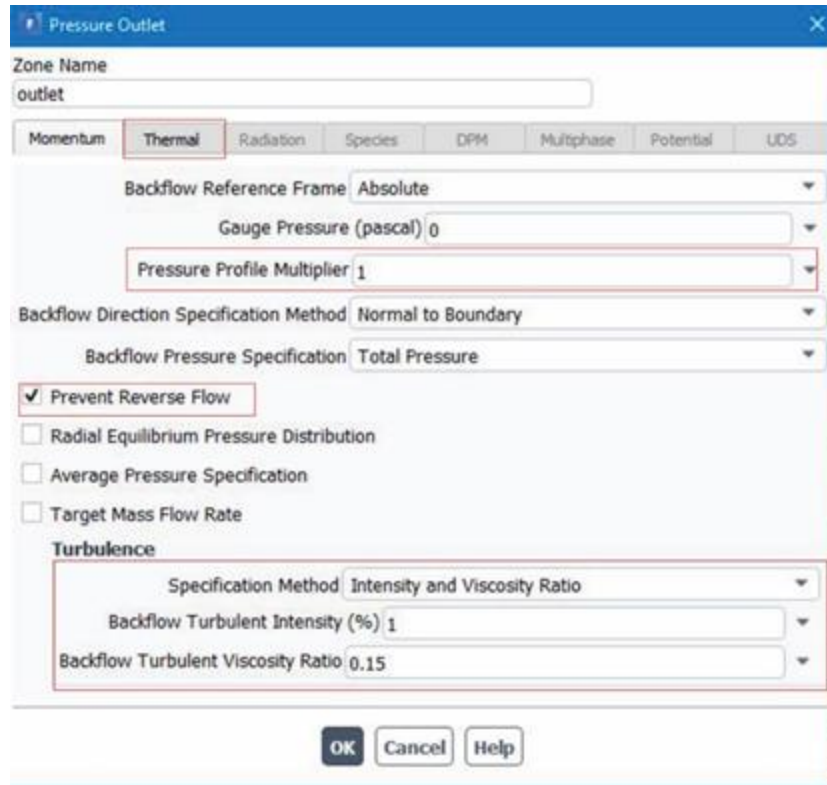 Pressure Outlet
Zone Name
outlet
Momentum Thermal Radiation Species DPM Multiphase Potential UDS
Backflow Reference Frame Absolute
Gauge Pressure (pascal) 0
Pressure Profile Multiplier 1
Backflow Direction Specification Method Normal to Boundary
Backflow Pressure Specification Total Pressure
Prevent Reverse Flow
Radial Equilibrium Pressure Distribution
Average Pressure Specification
Target Mass Flow Rate
Turbulence
Specification Method Intensity and Viscosity Ratio
Backflow Turbulent Intensity (%) 1
Backflow Turbulent Viscosity Ratio 0.15
OK Cancel Help